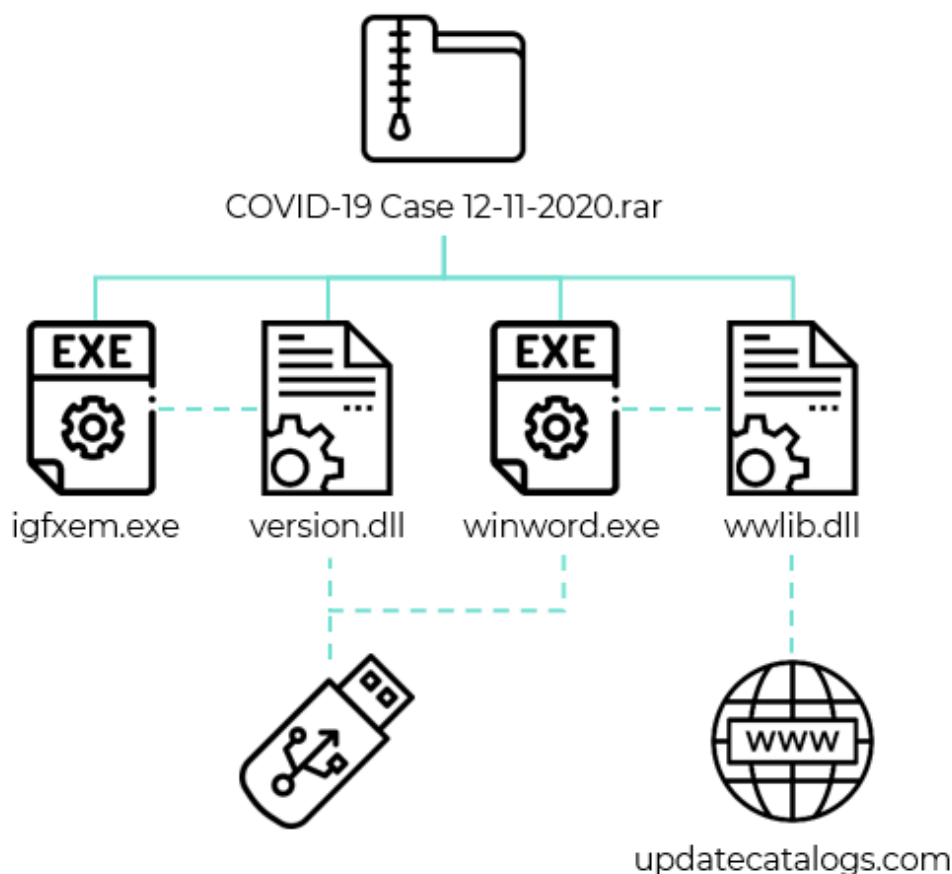 COVID-19 Case 12-11-2020.rar
EXE
EXE
igfxem.exe
version.dll
winword.exe
wwlib.dll
www
updatecatalogs.com